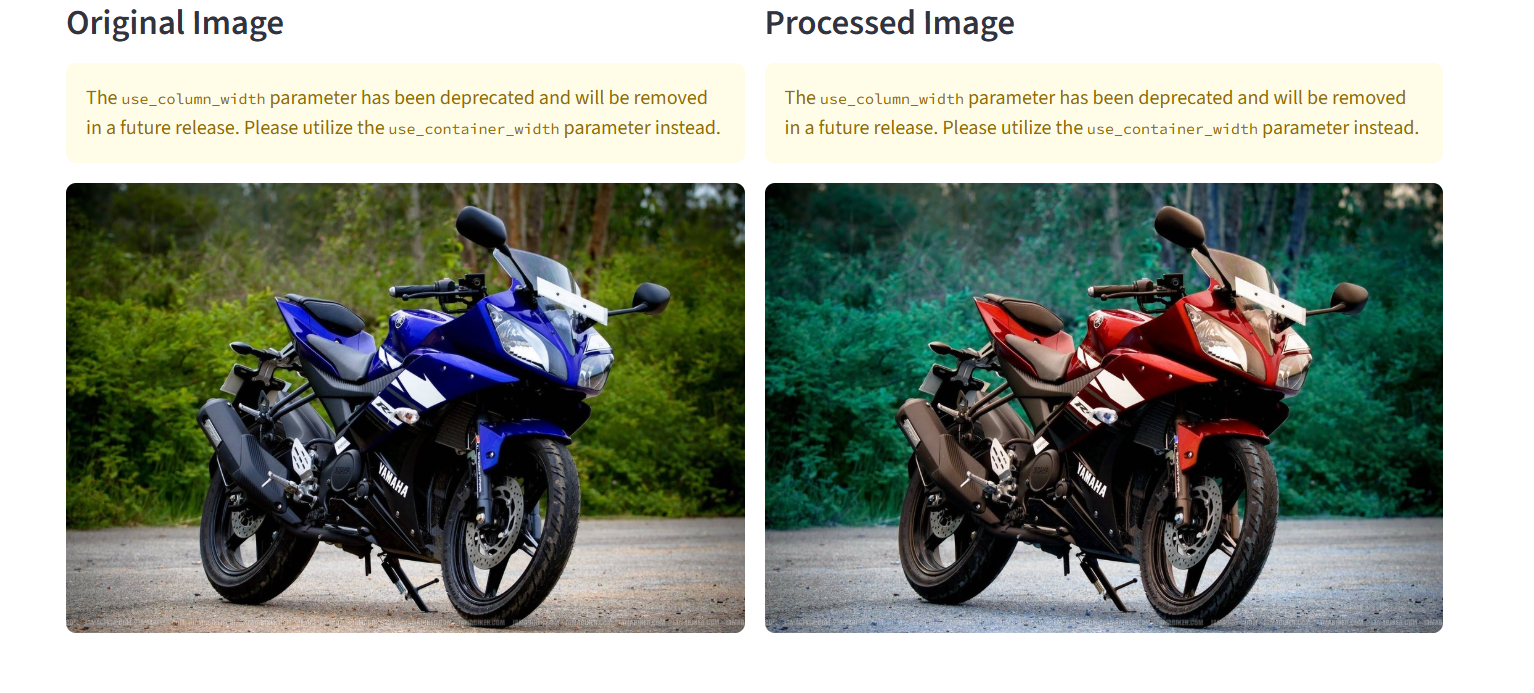 Original Image
The use_column_width parameter has been deprecated and will be removed
in a future release. Please utilize the use_container_width parameter instead.
YAMAHA
Processed Image
The use_column_width parameter has been deprecated and will be removed
in a future release. Please utilize the use_container_width parameter instead.
YAMAHA